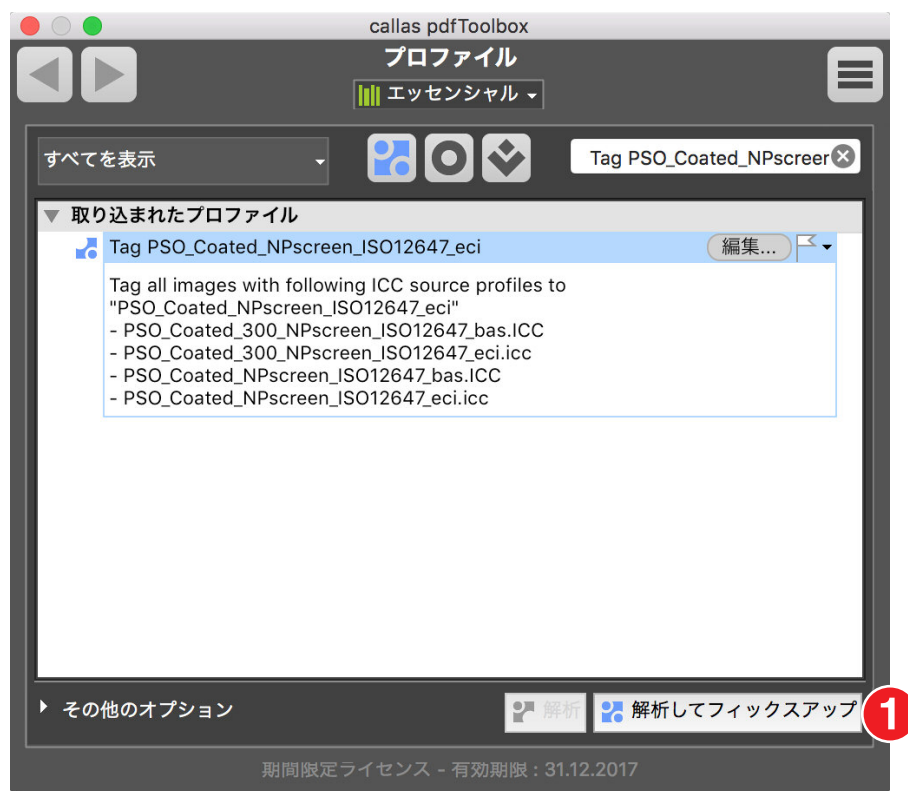 callas pdfToolbox
プロファイル
エッセンシャル
すべてを表示
Tag PSO_Coated_NPscreer
取り込まれたプロファイル
Tag PSO_Coated_NPscreen_ISO12647_eci
編集...
Tag all images with following ICC source profiles to
"PSO_Coated_NPscreen_ISO12647_eci"
- PSO_Coated_300_NPscreen_ISO12647_bas.ICC
- PSO_Coated_300_NPscreen_ISO12647_eci.icc
- PSO_Coated_NPscreen_ISO12647_bas.ICC
- PSO_Coated_NPscreen_ISO12647_eci.icc
その他のオプション
解析
解析してフィックスアップ
1
期間限定ライセンス - 有効期限 : 31.12.2017